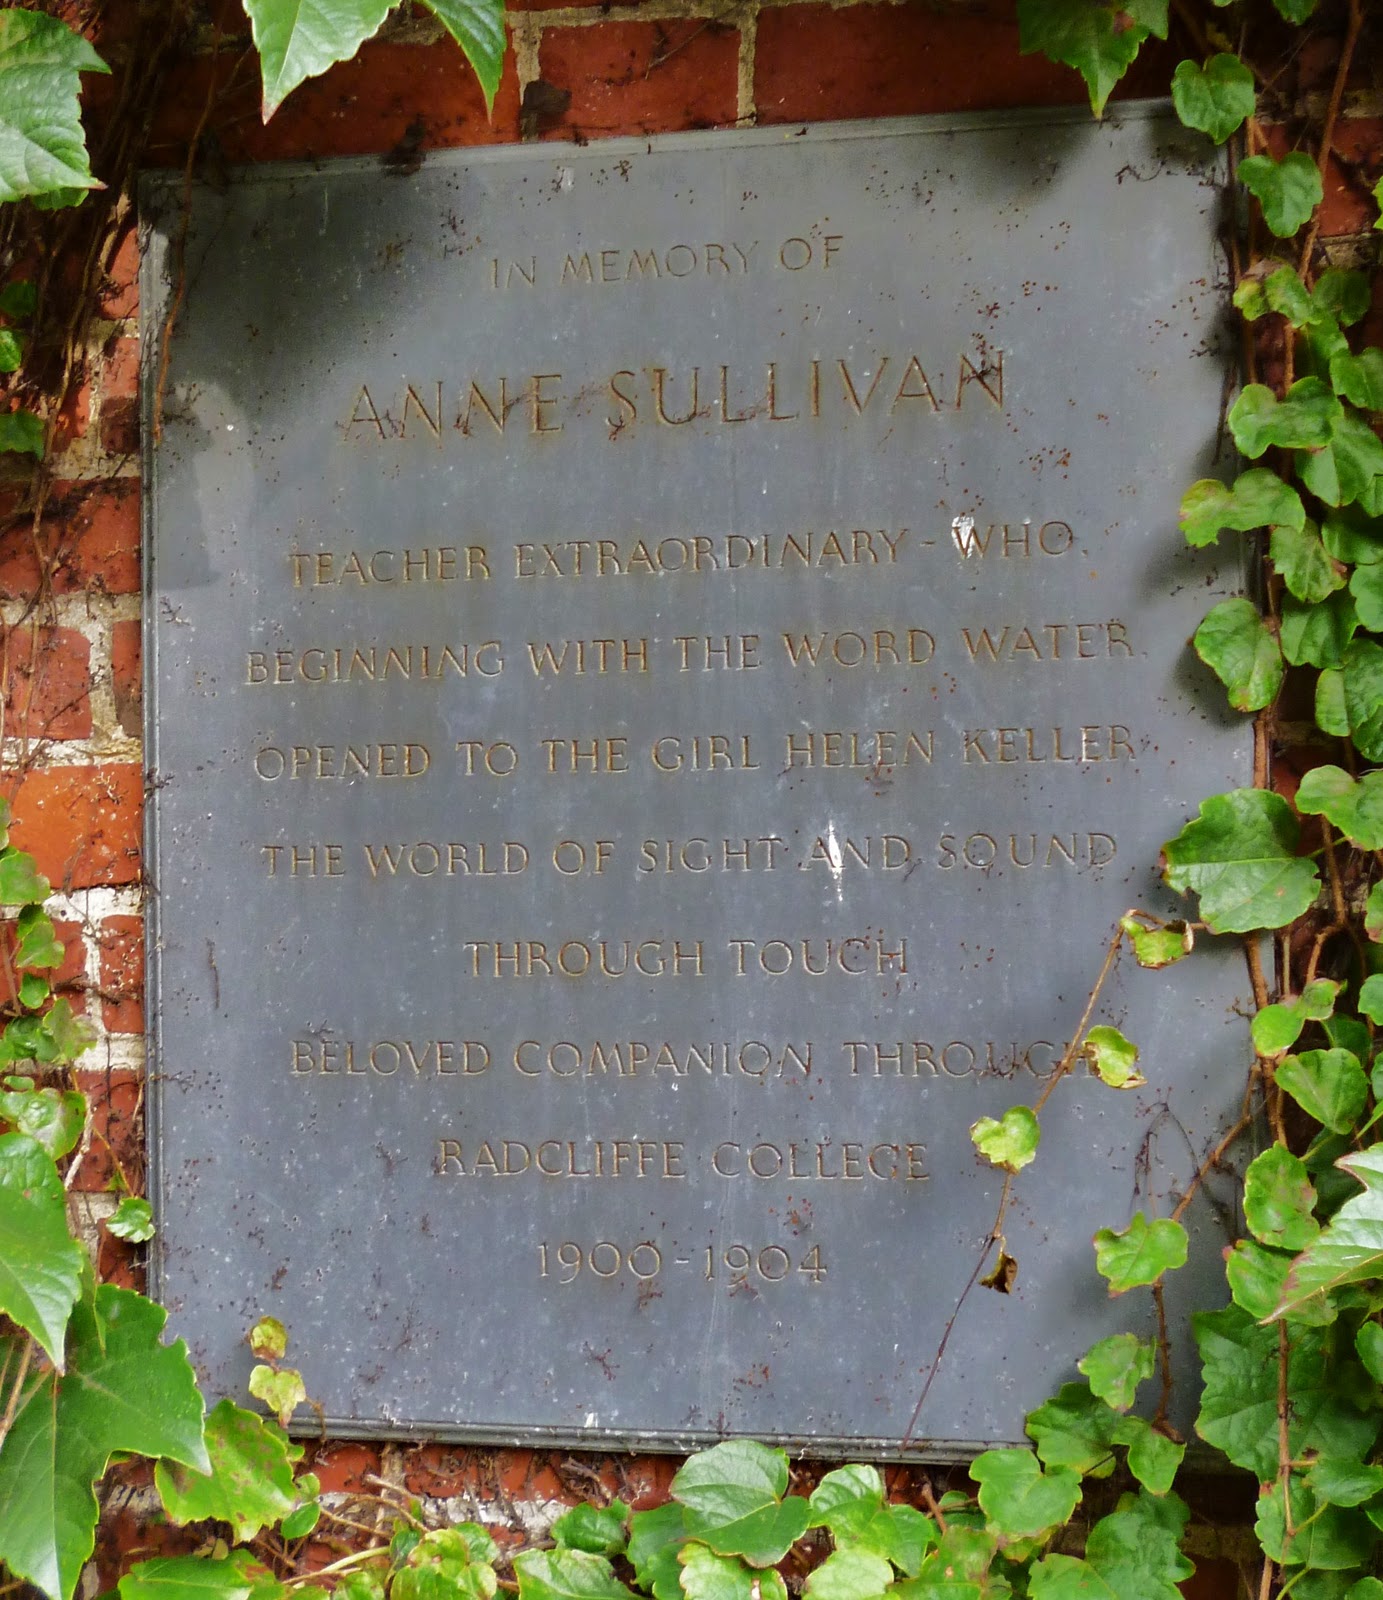 IN MEMORY OF
ANNE SULLIVAN
TEACHER EXTRAORDINARY - WHO,
BEGINNING WITH THE WORD WATER,
OPENED TO THE GIRL HELEN KELLER
THE WORLD OF SIGHT AND SOUND
THROUGH TOUCH
BELOVED COMPANION THROUGH
RADCLIFFE COLLEGE
1900-1904